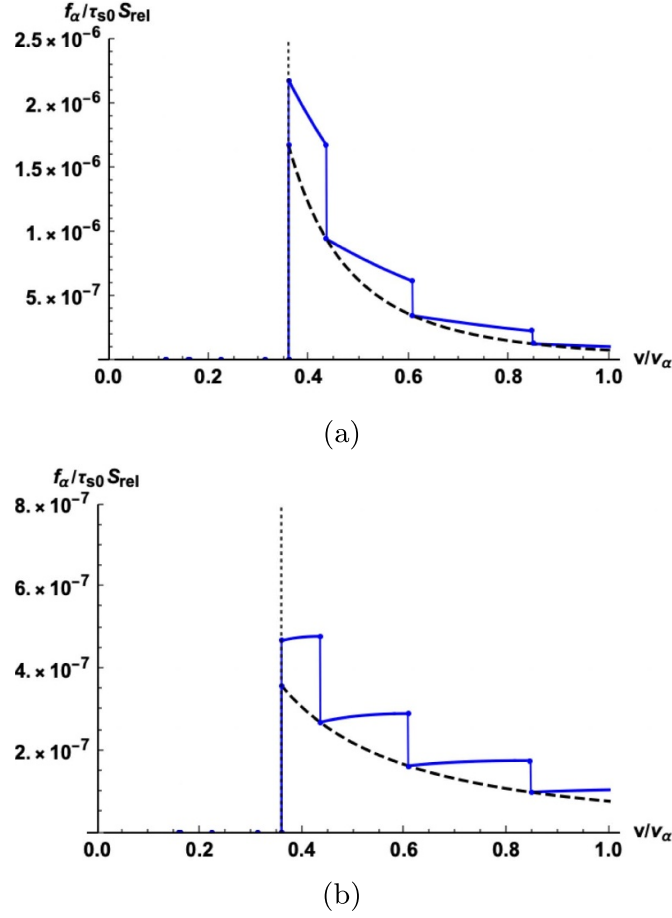 f_α/τ_s0 S_rel
2.5 × 10⁻⁶
2. × 10⁻⁶
1.5 × 10⁻⁶
1. × 10⁻⁶
5. × 10⁻⁷
0.0 0.2 0.4 0.6 0.8 1.0 v/v_α
(a)
f_α/τ_s0 S_rel
8. × 10⁻⁷
6. × 10⁻⁷
4. × 10⁻⁷
2. × 10⁻⁷
0.0 0.2 0.4 0.6 0.8 1.0 v/v_α
(b)